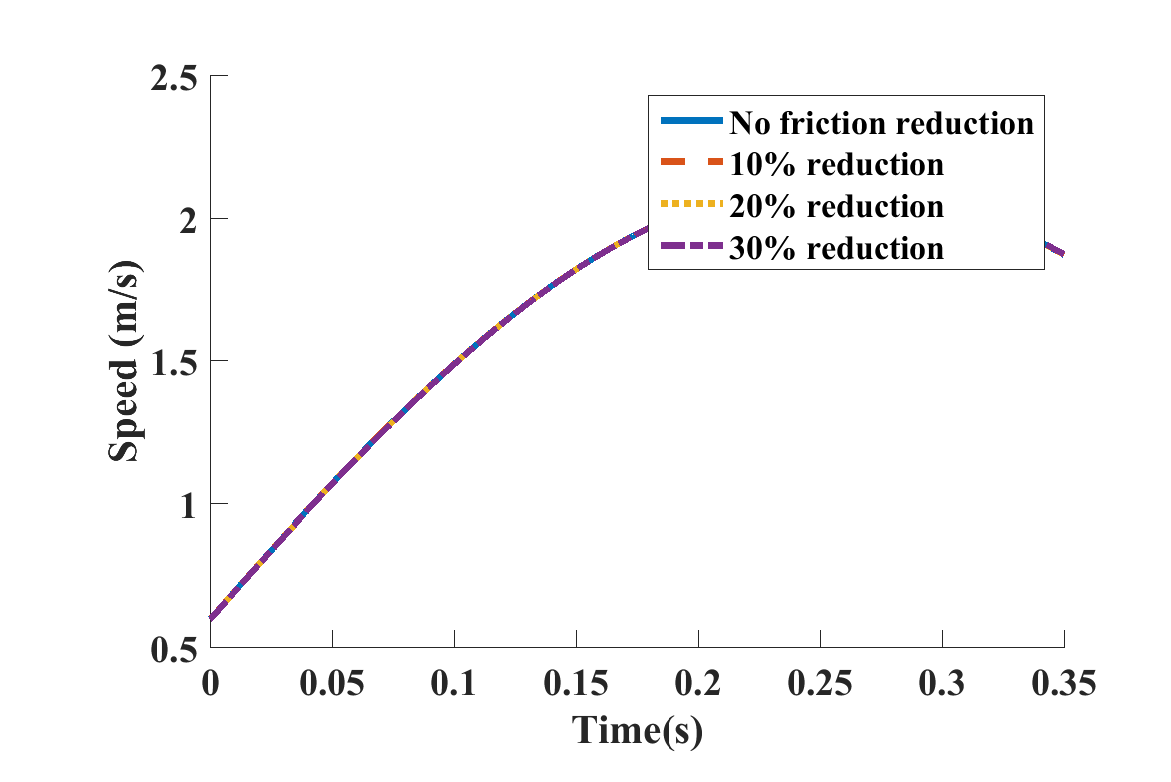 2.5
2
1.5
1
0.5
Speed (m/s)
No friction reduction
10% reduction
20% reduction
30% reduction
0 0.05 0.1 0.15 0.2 0.25 0.3 0.35
Time(s)